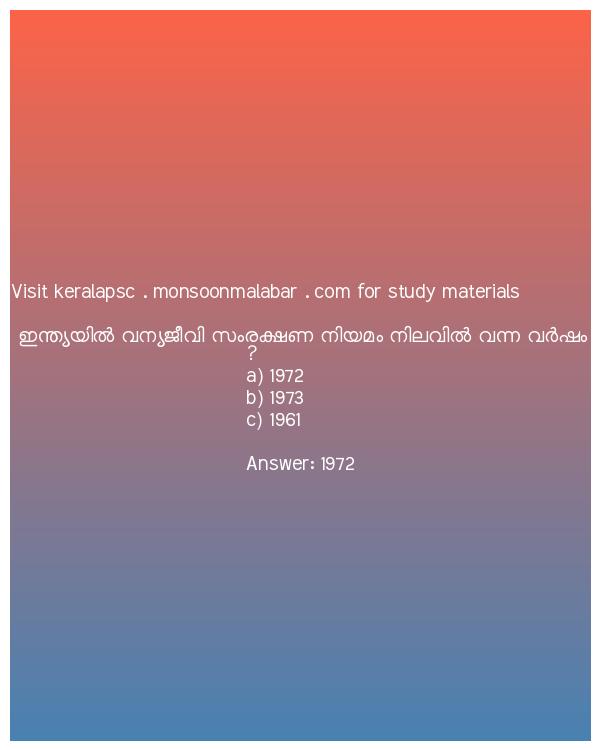 Visit keralapsc . monsoonmalabar . com for study materials
ഇന്ത്യയിൽ വന്യജീവി സംരക്ഷണ നിയമം നിലവിൽ വന്ന വർഷം
?
a) 1972
b) 1973
c) 1961
Answer: 1972